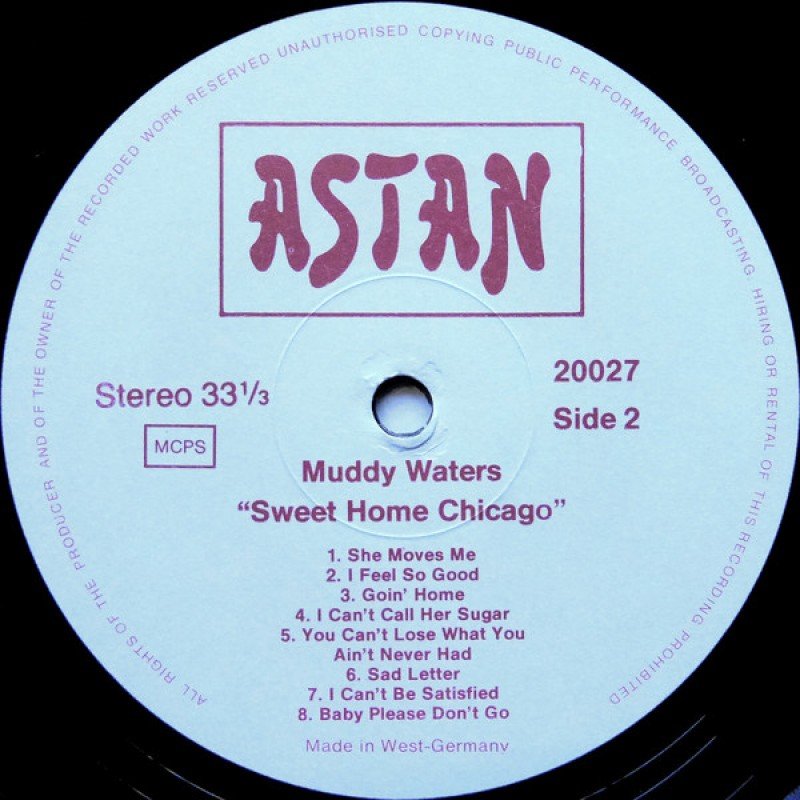 ALL RIGHTS OF THE PRODUCER AND OF THE OWNER OF THE RECORDED WORK RESERVED UNAUTHORISED COPYING PUBLIC PERFORMANCE BROADCASTING. HIRING OR RENTAL OF THIS RECORDING PROHIBITED
ASTAN
Stereo 33⅓
MCPS
20027
Side 2
Muddy Waters
“Sweet Home Chicago”
1. She Moves Me
2. I Feel So Good
3. Goin’ Home
4. I Can’t Call Her Sugar
5. You Can’t Lose What You
Ain’t Never Had
6. Sad Letter
7. I Can’t Be Satisfied
8. Baby Please Don’t Go
Made in West-Germany